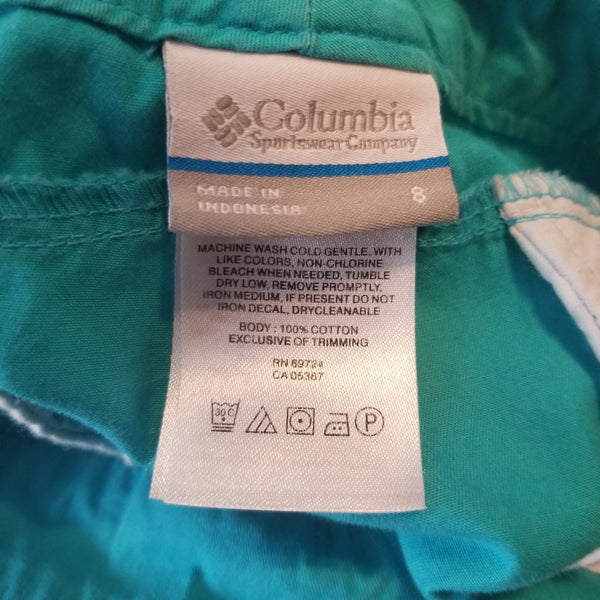 Columbia
Sportswear Company
MADE IN
INDONESIA
8
MACHINE WASH COLD GENTLE, WITH
LIKE COLORS, NON-CHLORINE
BLEACH WHEN NEEDED, TUMBLE
DRY LOW, REMOVE PROMPTLY,
IRON MEDIUM, IF PRESENT DO NOT
IRON DECAL, DRYCLEANABLE
BODY : 100% COTTON
EXCLUSIVE OF TRIMMING
RN 69724
CA 05367
30 C
P